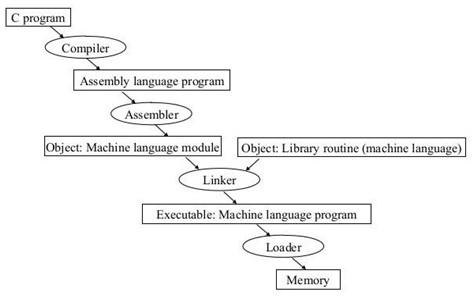 C program
Compiler
Assembly language program
Assembler
Object: Machine language module
Object: Library routine (machine language)
Linker
Executable: Machine language program
Loader
Memory